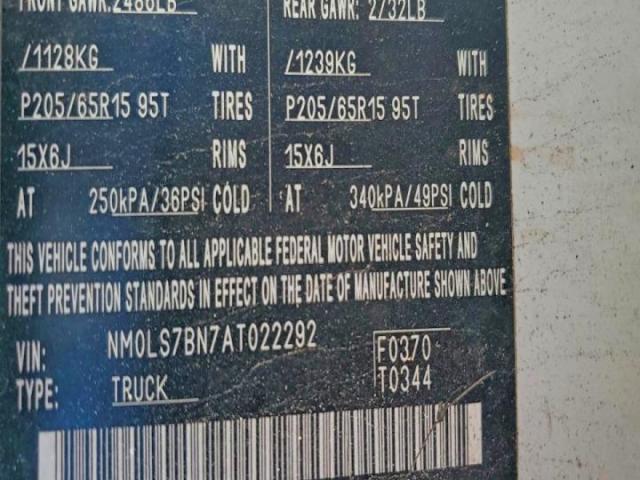 FRONT GAWR: 2486LB REAR GAWR: 2732LB
/1128KG WITH /1239KG WITH
P205/65R15 95T TIRES P205/65R15 95T TIRES
15X6J RIMS 15X6J RIMS
AT 250kPA/36PSI COLD AT 340kPA/49PSI COLD
THIS VEHICLE CONFORMS TO ALL APPLICABLE FEDERAL MOTOR VEHICLE SAFETY AND
THEFT PREVENTION STANDARDS IN EFFECT ON THE DATE OF MANUFACTURE SHOWN ABOVE
VIN: NM0LS7BN7AT022292 F0370
TYPE: TRUCK T0344